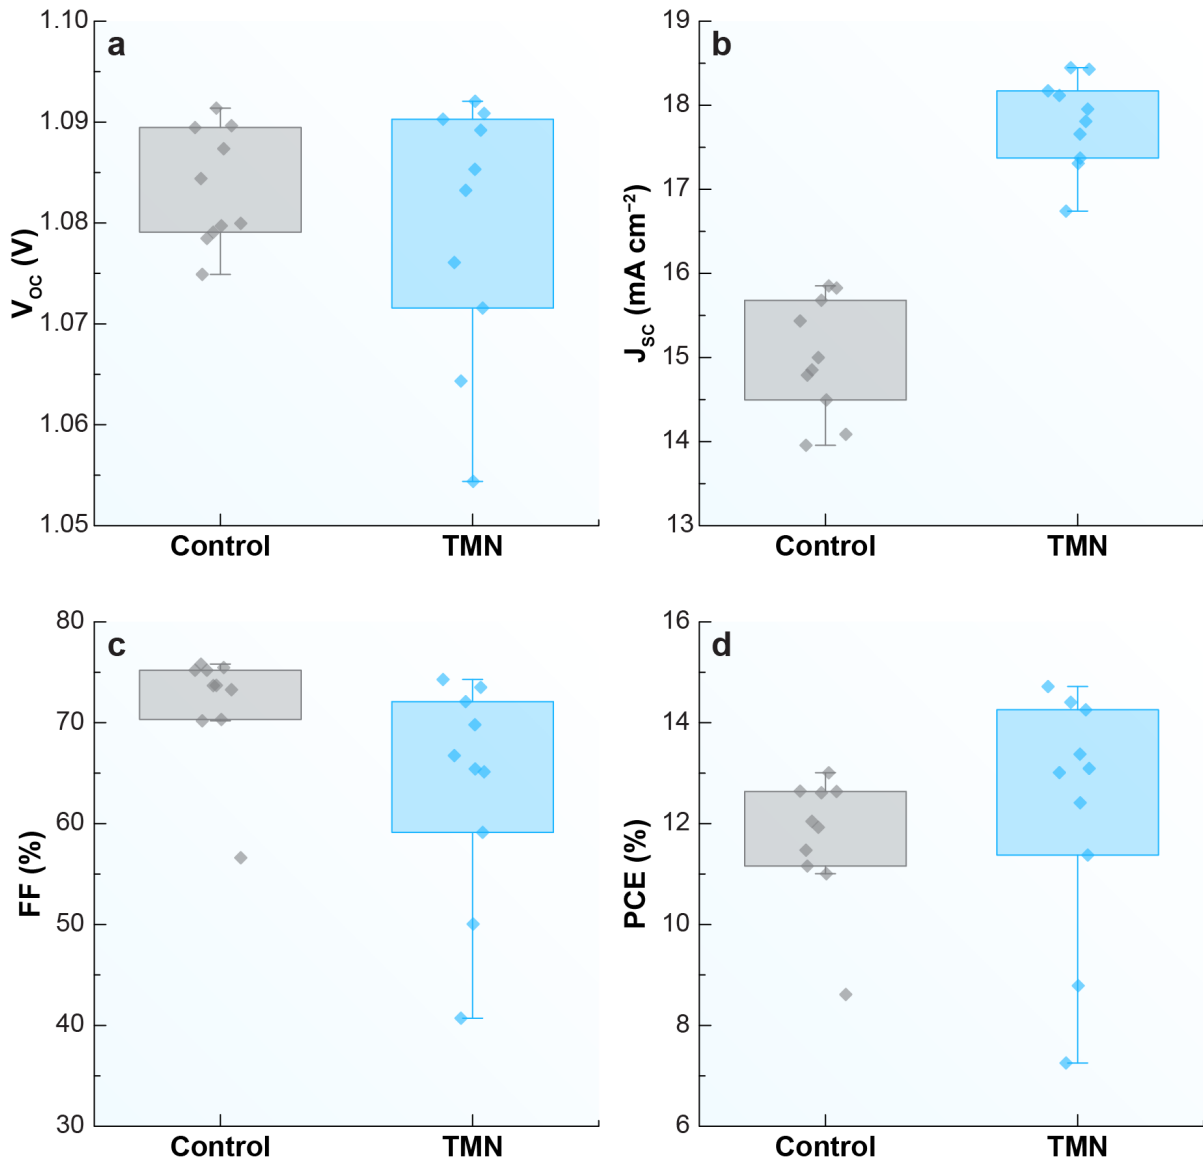 a
V_OC (V)
1.10
1.09
1.08
1.07
1.06
1.05
Control TMN
b
J_SC (mA cm⁻²)
19
18
17
16
15
14
13
Control TMN
c
FF (%)
80
70
60
50
40
30
Control TMN
d
PCE (%)
16
14
12
10
8
6
Control TMN